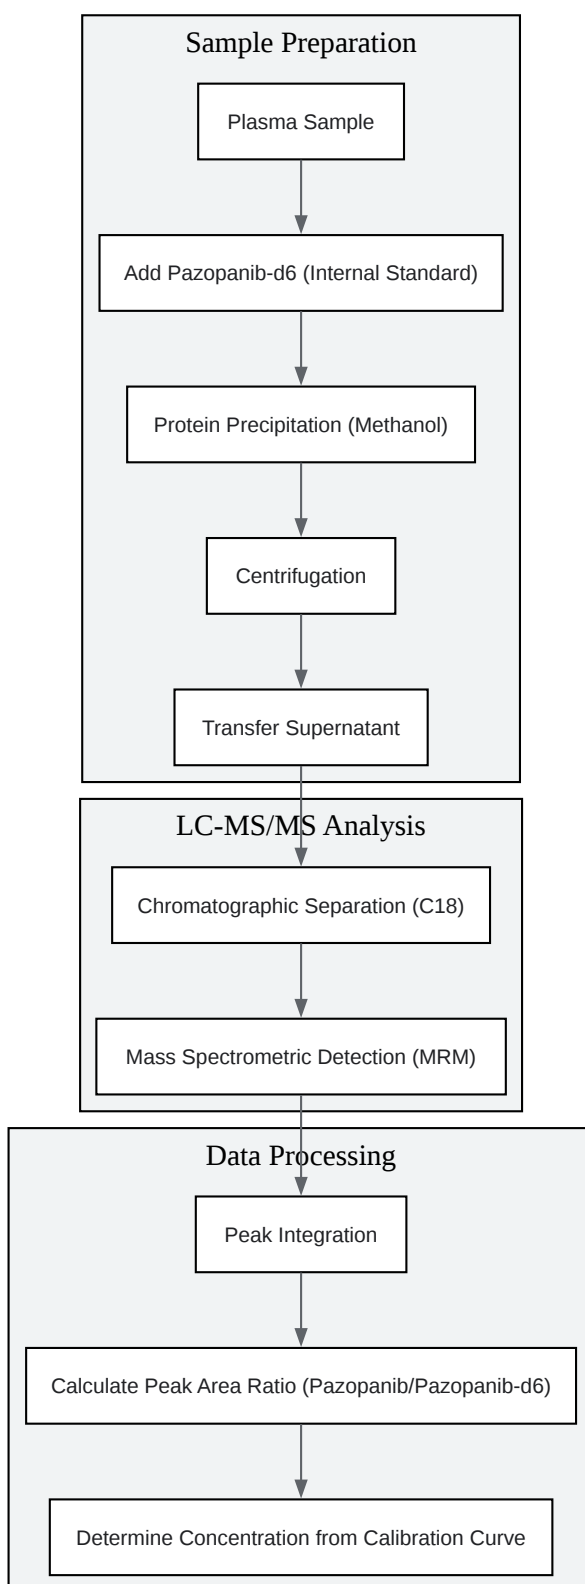 Sample Preparation
Plasma Sample
Add Pazopanib-d6 (Internal Standard)
Protein Precipitation (Methanol)
Centrifugation
Transfer Supernatant
LC-MS/MS Analysis
Chromatographic Separation (C18)
Mass Spectrometric Detection (MRM)
Data Processing
Peak Integration
Calculate Peak Area Ratio (Pazopanib/Pazopanib-d6)
Determine Concentration from Calibration Curve